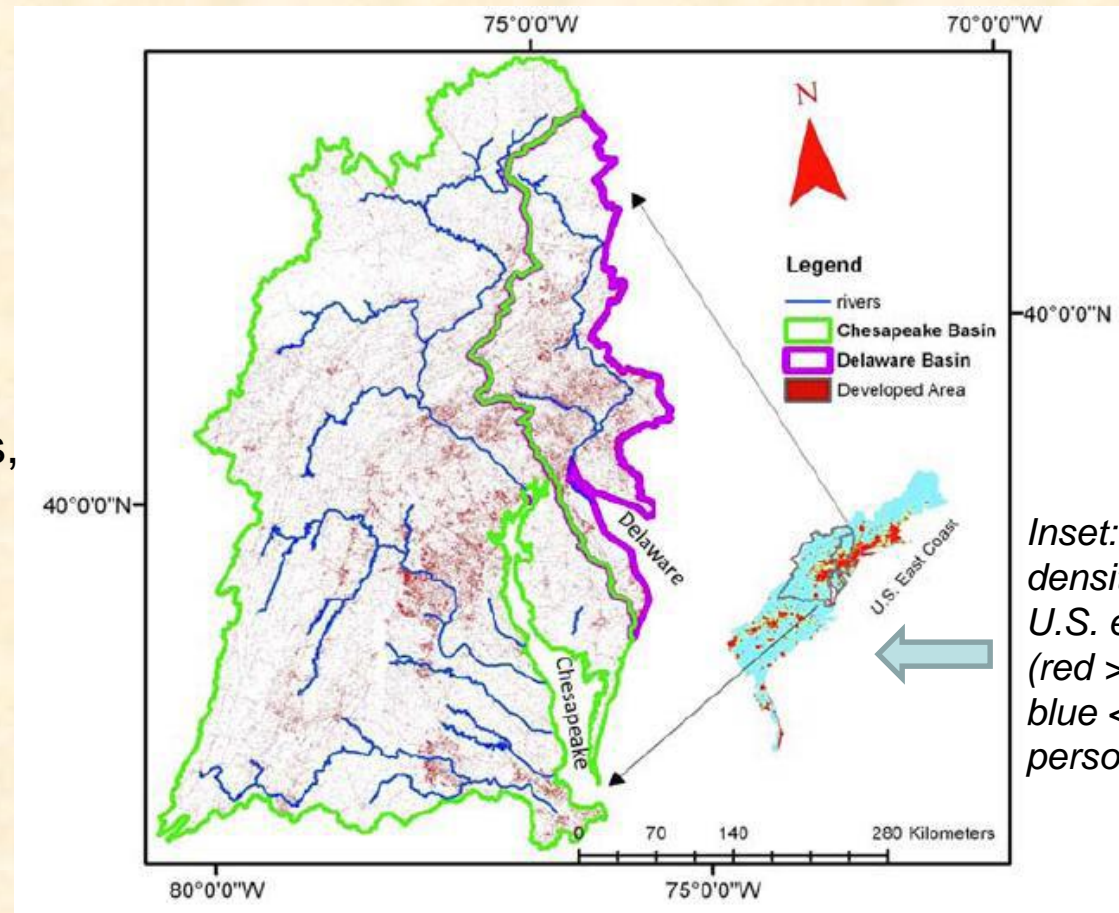 75°0'0"W
70°0'0"W
N
Legend
rivers
Chesapeake Basin
Delaware Basin
Developed Area
40°0'0"N
s,
40°0'0"N
Delaware
Chesapeake
U.S. East Coast
Inset:
U.S.
(red >
blue <
0 70 140 280 Kilometers
80°0'0"W
75°0'0"W